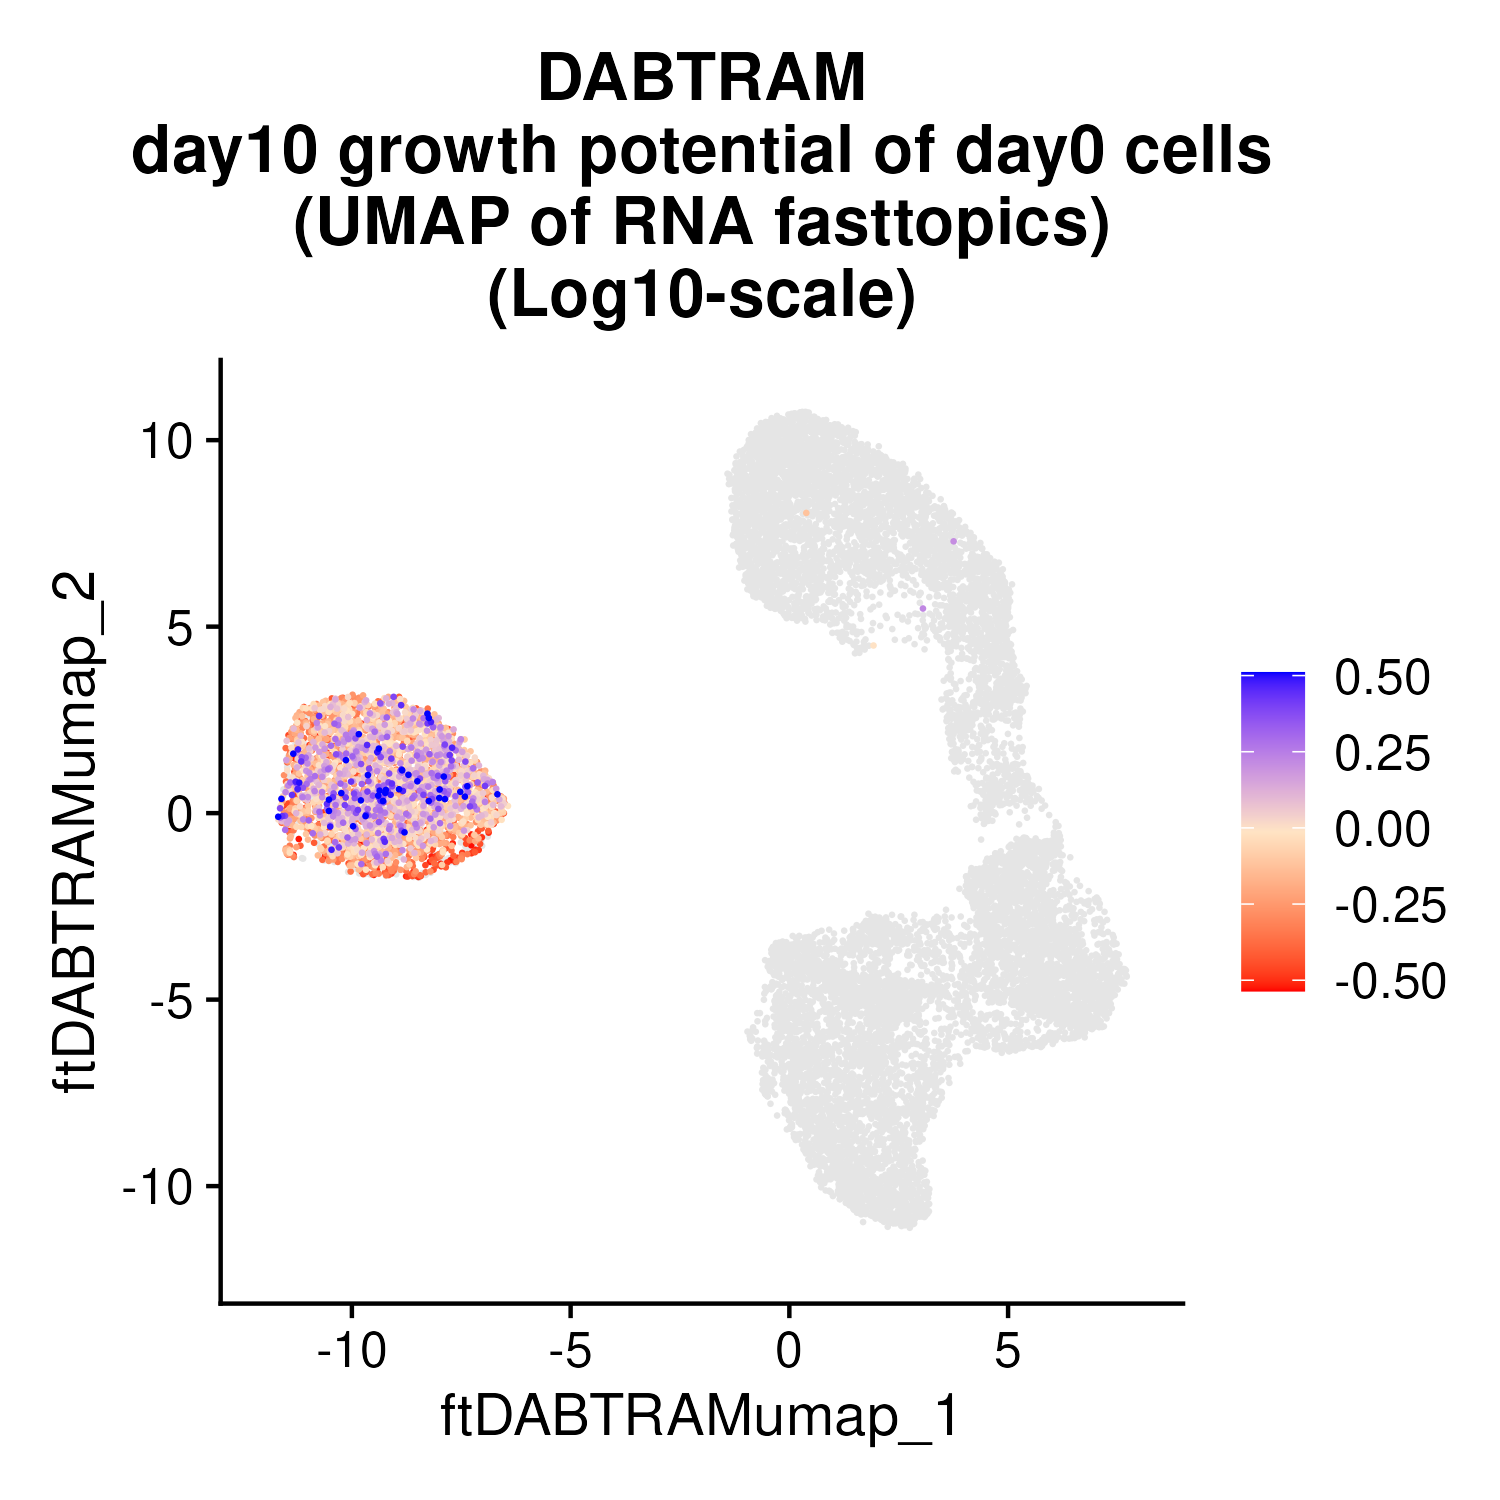 DABTRAM
day10 growth potential of day0 cells
(UMAP of RNA fasttopics)
(Log10-scale)
ftDABTRAMumap_2
10
5
0
-5
-10
-10
-5
0
5
ftDABTRAMumap_1
0.50
0.25
0.00
-0.25
-0.50